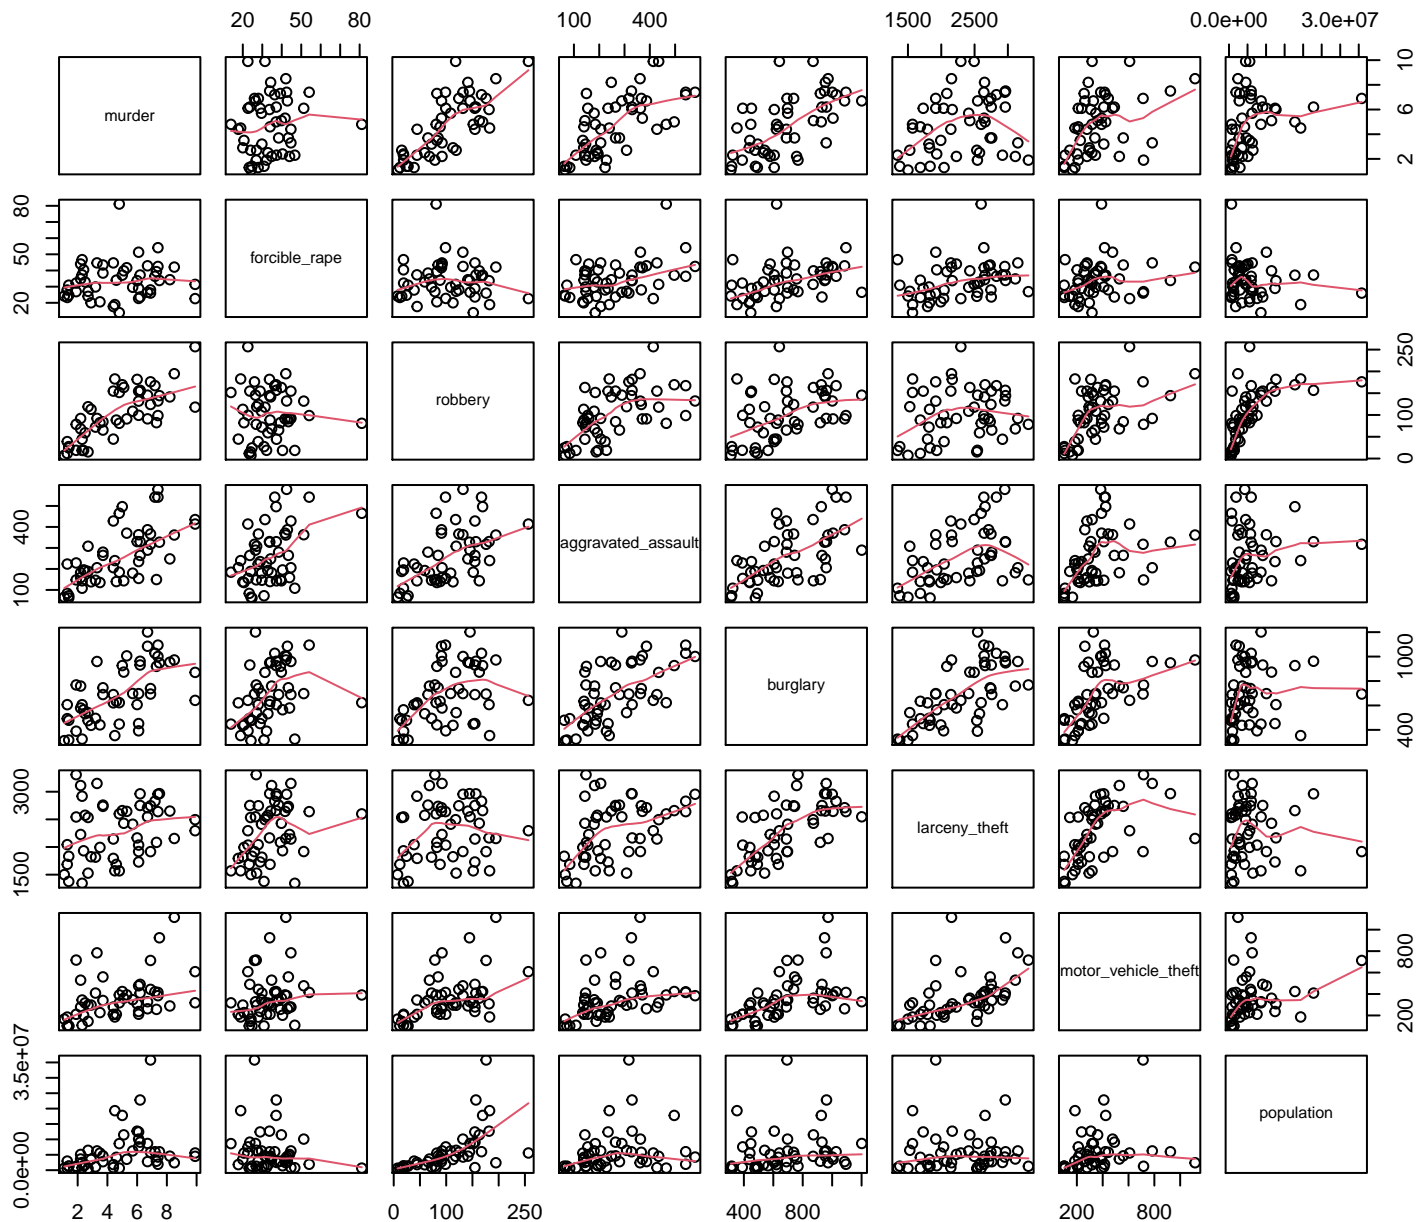 20 50 80 100 400 1500 2500 0.0e+00 3.0e+07
murder 2 6 10
20 50 80 forcible_rape
robbery 0 100 250
100 400 aggravated_assault
burglary 400 1000
1500 3000 larceny_theft
motor_vehicle_theft 200 800
0.0e+00 3.5e+07 population
2 4 6 8 0 100 250 400 800 200 800